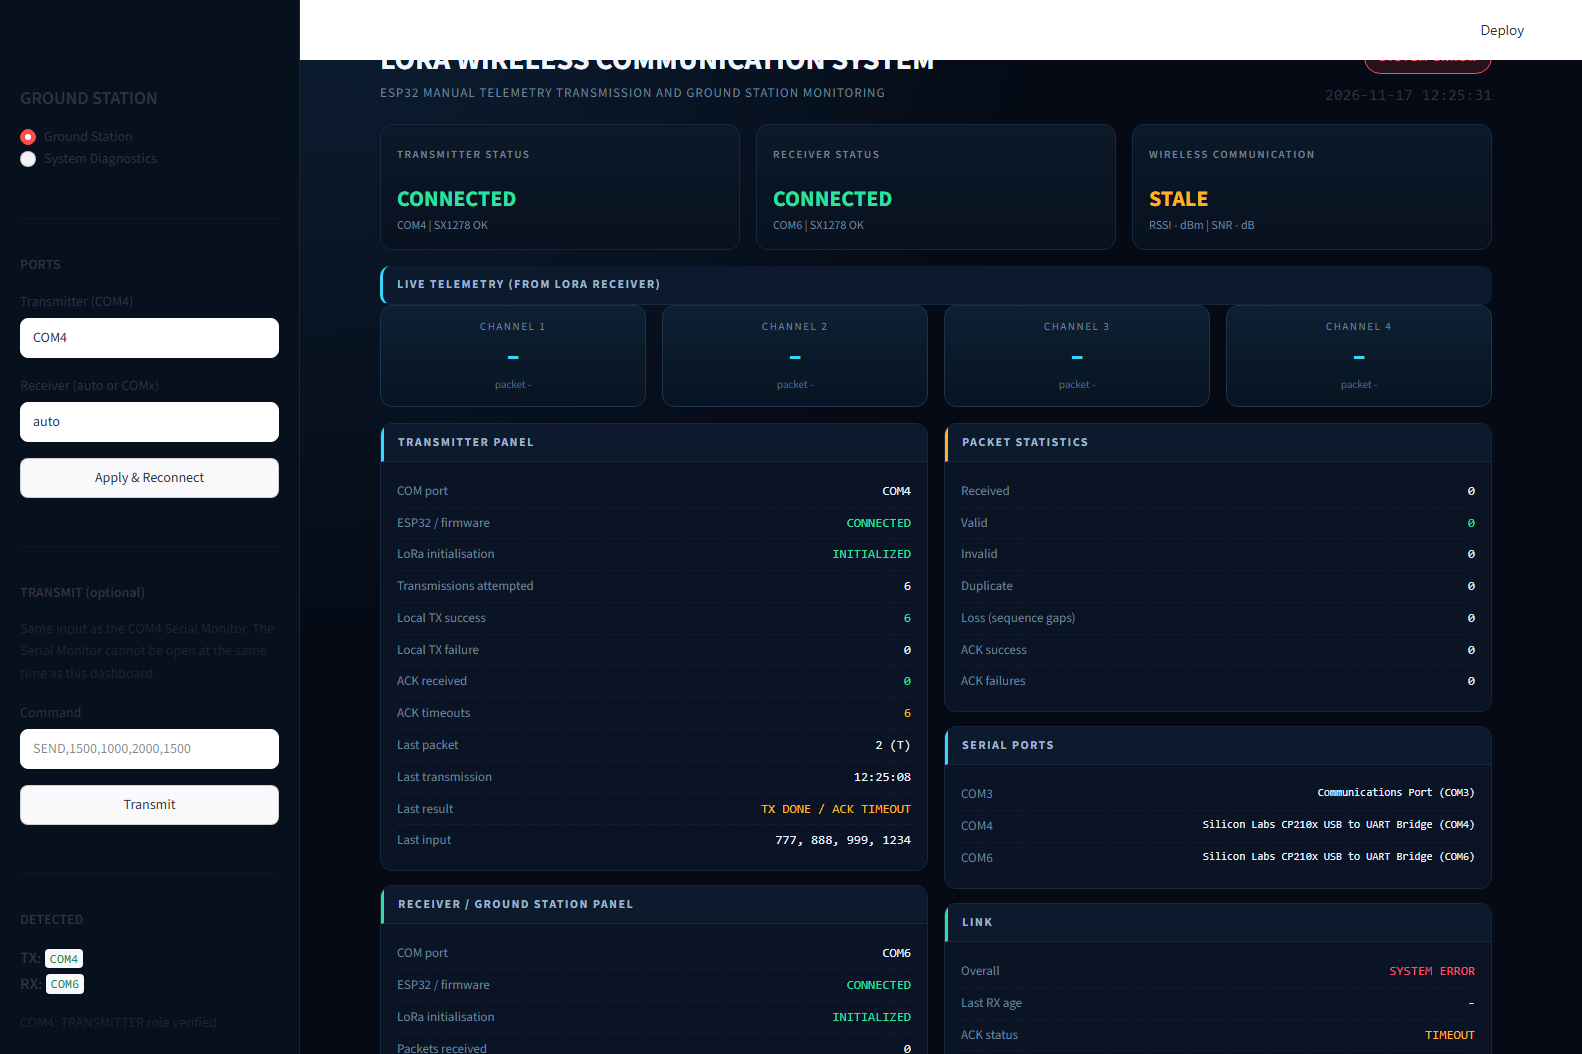 Deploy
GROUND STATION
Ground Station
System Diagnostics
PORTS
Transmitter (COM4)
COM4
Receiver (auto or COMx)
auto
Apply & Reconnect
TRANSMIT (optional)
Same input as the COM4 Serial Monitor. The
Serial Monitor cannot be open at the same
time as this dashboard.
Command
SEND,1500,1000,2000,1500
Transmit
DETECTED
TX: COM4
RX: COM6
COM4: TRANSMITTER role verified
LORA WIRELESS COMMUNICATION SYSTEM
SYSTEM ERROR
ESP32 MANUAL TELEMETRY TRANSMISSION AND GROUND STATION MONITORING
2026-11-17 12:25:31
TRANSMITTER STATUS
CONNECTED
COM4 | SX1278 OK
RECEIVER STATUS
CONNECTED
COM6 | SX1278 OK
WIRELESS COMMUNICATION
STALE
RSSI - dBm | SNR - dB
LIVE TELEMETRY (FROM LORA RECEIVER)
CHANNEL 1
–
packet -
CHANNEL 2
–
packet -
CHANNEL 3
–
packet -
CHANNEL 4
–
packet -
TRANSMITTER PANEL
COM port COM4
ESP32 / firmware CONNECTED
LoRa initialisation INITIALIZED
Transmissions attempted 6
Local TX success 6
Local TX failure 0
ACK received 0
ACK timeouts 6
Last packet 2 (T)
Last transmission 12:25:08
Last result TX DONE / ACK TIMEOUT
Last input 777, 888, 999, 1234
RECEIVER / GROUND STATION PANEL
COM port COM6
ESP32 / firmware CONNECTED
LoRa initialisation INITIALIZED
Packets received 0
PACKET STATISTICS
Received 0
Valid 0
Invalid 0
Duplicate 0
Loss (sequence gaps) 0
ACK success 0
ACK failures 0
SERIAL PORTS
COM3 Communications Port (COM3)
COM4 Silicon Labs CP210x USB to UART Bridge (COM4)
COM6 Silicon Labs CP210x USB to UART Bridge (COM6)
LINK
Overall SYSTEM ERROR
Last RX age -
ACK status TIMEOUT